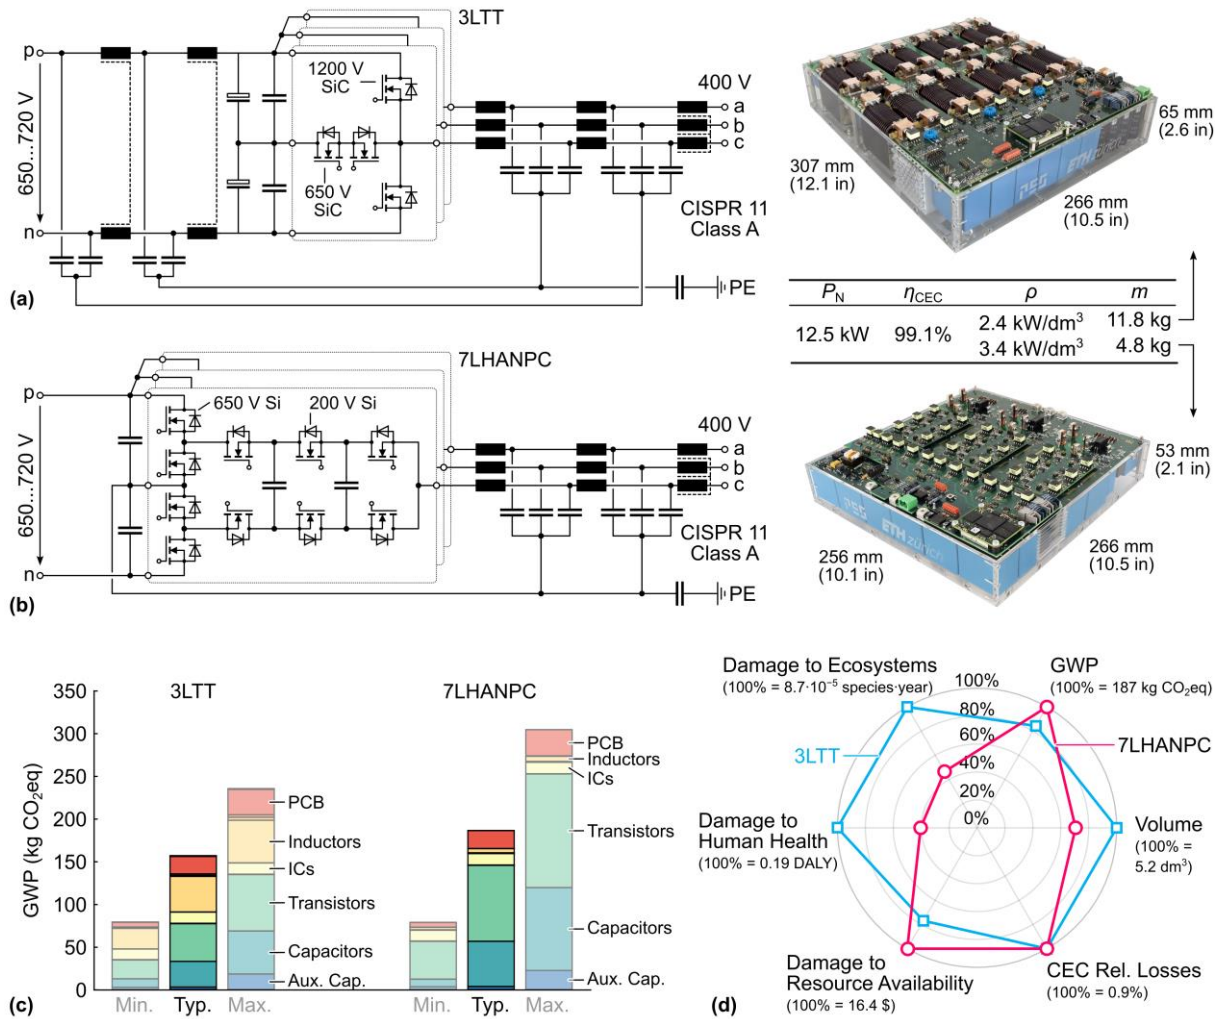 3LTT
p
650...720 V
n
1200 V
SiC
650 V
SiC
400 V
a
b
c
CISPR 11
Class A
PE
(a)
307 mm
(12.1 in)
266 mm
(10.5 in)
65 mm
(2.6 in)
ETH zürich
P_N η_CEC ρ m
12.5 kW 99.1% 2.4 kW/dm³ 11.8 kg
3.4 kW/dm³ 4.8 kg
7LHANPC
p
650...720 V
n
650 V Si
200 V Si
400 V
a
b
c
CISPR 11
Class A
PE
(b)
PES ETH zürich
256 mm
(10.1 in)
266 mm
(10.5 in)
53 mm
(2.1 in)
GWP (kg CO₂eq)
350
300
250
200
150
100
50
0
3LTT
PCB
Inductors
ICs
Transistors
Capacitors
Aux. Cap.
Min. Typ. Max.
7LHANPC
PCB
Inductors
ICs
Transistors
Capacitors
Aux. Cap.
Min. Typ. Max.
(c)
Damage to Ecosystems
(100% = 8.7·10⁻⁵ species·year)
GWP
(100% = 187 kg CO₂eq)
100%
80%
60%
40%
20%
0%
3LTT
7LHANPC
Damage to
Human Health
(100% = 0.19 DALY)
Volume
(100% =
5.2 dm³)
Damage to
Resource Availability
(100% = 16.4 $)
CEC Rel. Losses
(100% = 0.9%)
(d)